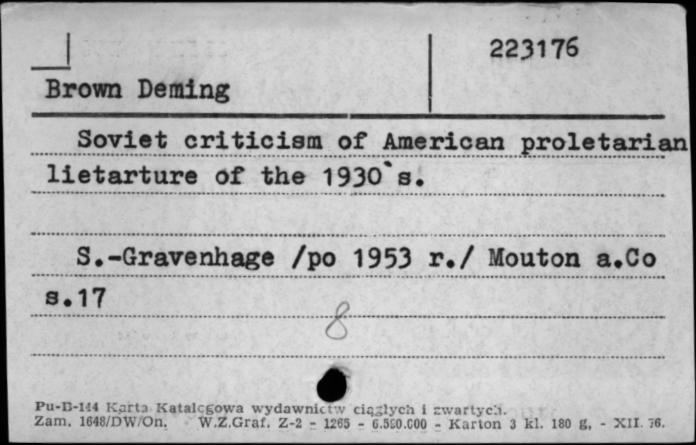 223176
Brown Deming
Soviet criticism of American proletarian
lietarture of the 1930`s.
S.-Gravenhage /po 1953 r./ Mouton a.Co
s.17
8
Pu-B-144 Karta Katalogowa wydawnictw ciągłych i zwartych.
Zam. 1648/DW/On. W.Z.Graf. Z-2 - 1265 - 6.500.000 - Karton 3 kl. 180 g, - XII. 76.